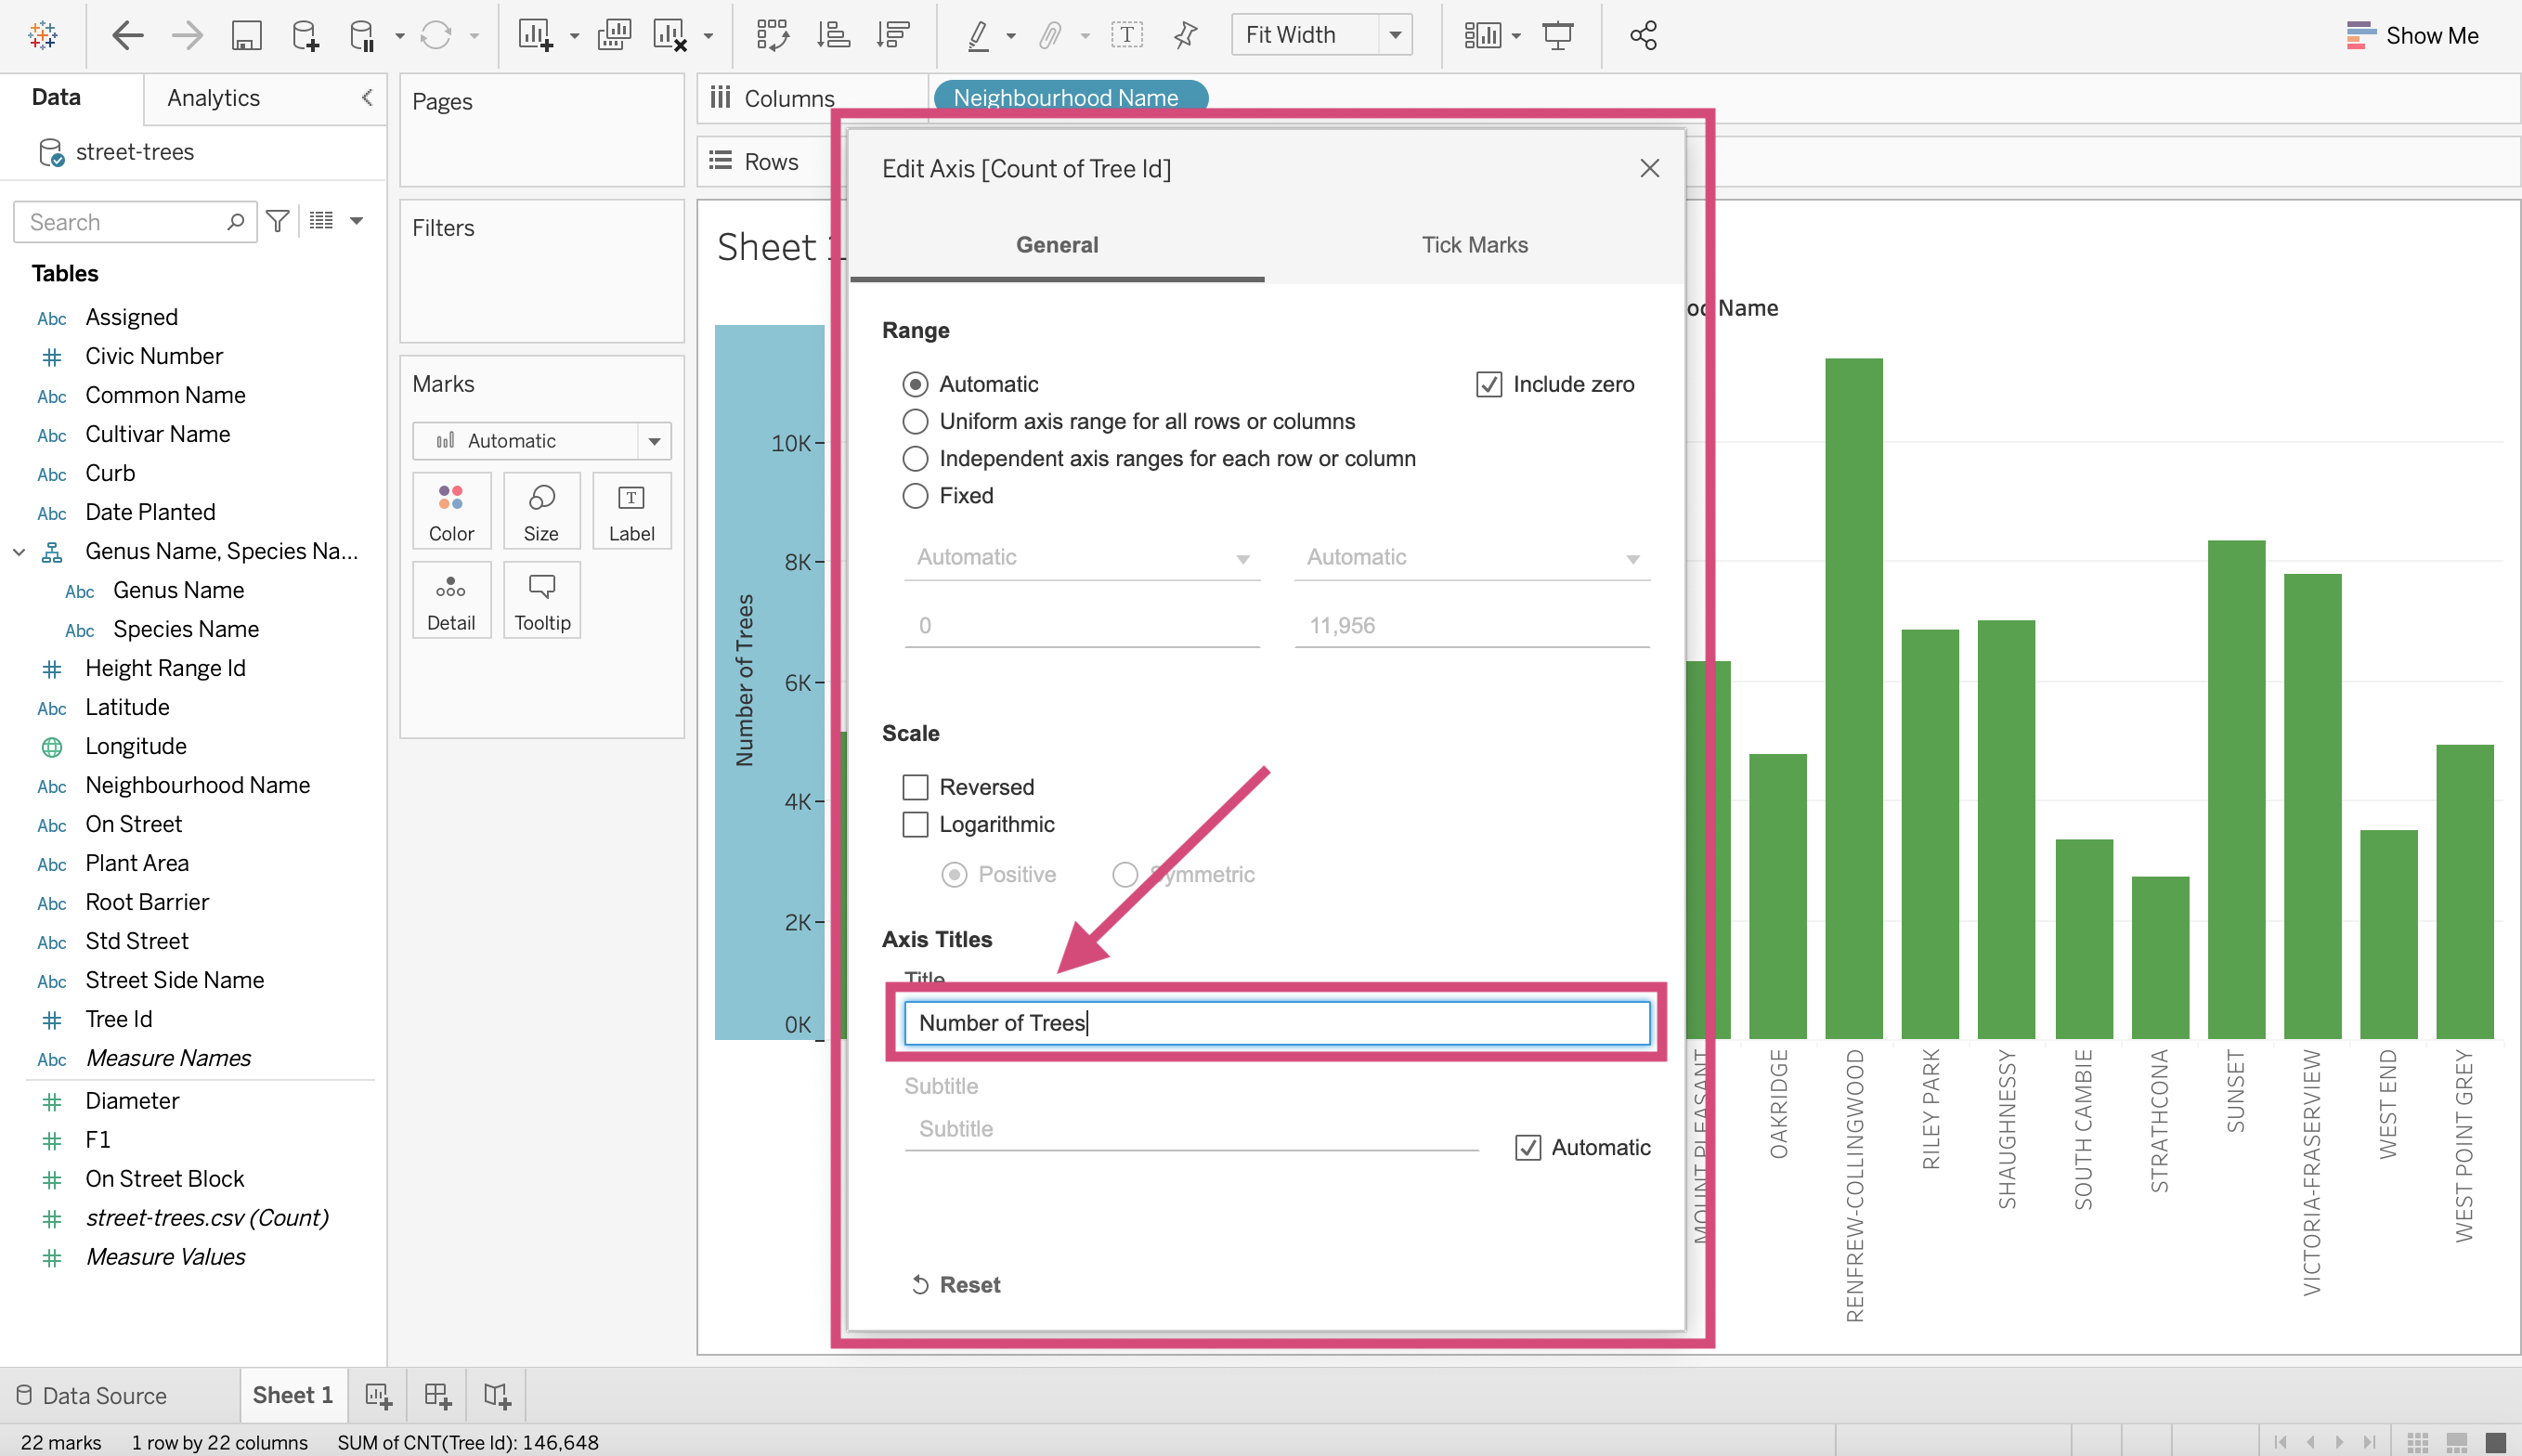 Fit Width
Show Me
Data
Analytics
street-trees
Search
Tables
Abc Assigned
Civic Number
Abc Common Name
Abc Cultivar Name
Abc Curb
Abc Date Planted
Genus Name, Species Na...
Abc Genus Name
Abc Species Name
Height Range Id
Abc Latitude
Longitude
Abc Neighbourhood Name
Abc On Street
Abc Plant Area
Abc Root Barrier
Abc Std Street
Abc Street Side Name
Tree Id
Abc Measure Names
Diameter
F1
On Street Block
street-trees.csv (Count)
Measure Values
Pages
Filters
Marks
Automatic
Color
Size
Label
Detail
Tooltip
Columns
Neighbourhood Name
Rows
Sheet 1
od Name
Number of Trees
10K
8K
6K
4K
2K
0K
Edit Axis [Count of Tree Id]
General
Tick Marks
Range
Automatic
Include zero
Uniform axis range for all rows or columns
Independent axis ranges for each row or column
Fixed
Automatic
Automatic
0
11,956
Scale
Reversed
Logarithmic
Positive
Symmetric
Axis Titles
Title
Number of Trees
Subtitle
Subtitle
Automatic
Reset
MOUNT PLEASANT
OAKRIDGE
RENFREW-COLLINGWOOD
RILEY PARK
SHAUGHNESSY
SOUTH CAMBIE
STRATHCONA
SUNSET
VICTORIA-FRASERVIEW
WEST END
WEST POINT GREY
Data Source
Sheet 1
22 marks
1 row by 22 columns
SUM of CNT(Tree Id): 146,648